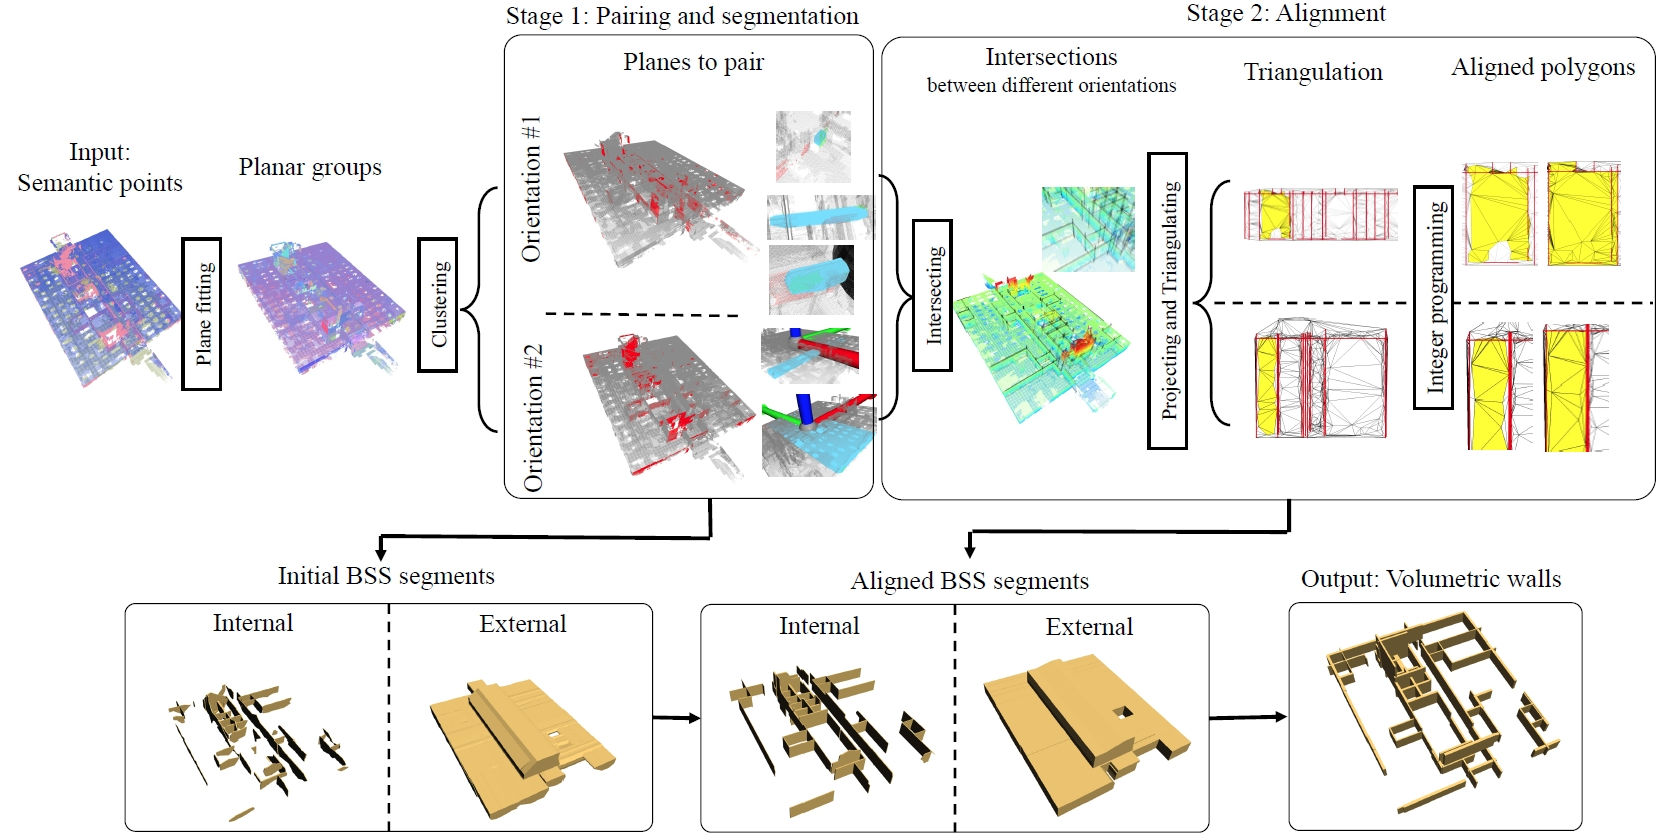 Stage 1: Pairing and segmentation
Stage 2: Alignment
Input:
Semantic points
Planar groups
Plane fitting
Clustering
Planes to pair
Orientation #1
Orientation #2
Intersecting
Intersections
between different orientations
Projecting and Triangulating
Triangulation
Integer programming
Aligned polygons
Initial BSS segments
Internal
External
Aligned BSS segments
Internal
External
Output: Volumetric walls